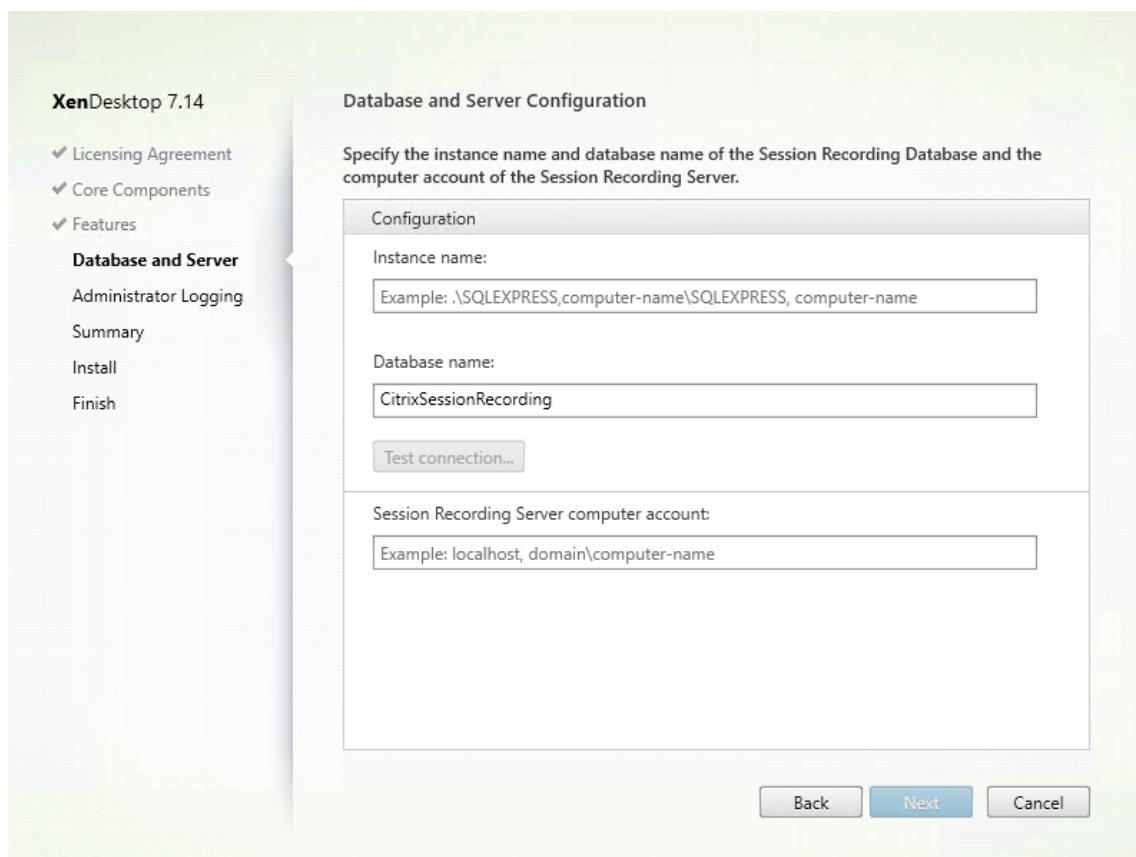 XenDesktop 7.14
Licensing Agreement
Core Components
Features
Database and Server
Administrator Logging
Summary
Install
Finish
Database and Server Configuration
Specify the instance name and database name of the Session Recording Database and the
computer account of the Session Recording Server.
Configuration
Instance name:
Example: .\SQLEXPRESS,computer-name\SQLEXPRESS, computer-name
Database name:
CitrixSessionRecording
Test connection...
Session Recording Server computer account:
Example: localhost, domain\computer-name
Back
Next
Cancel